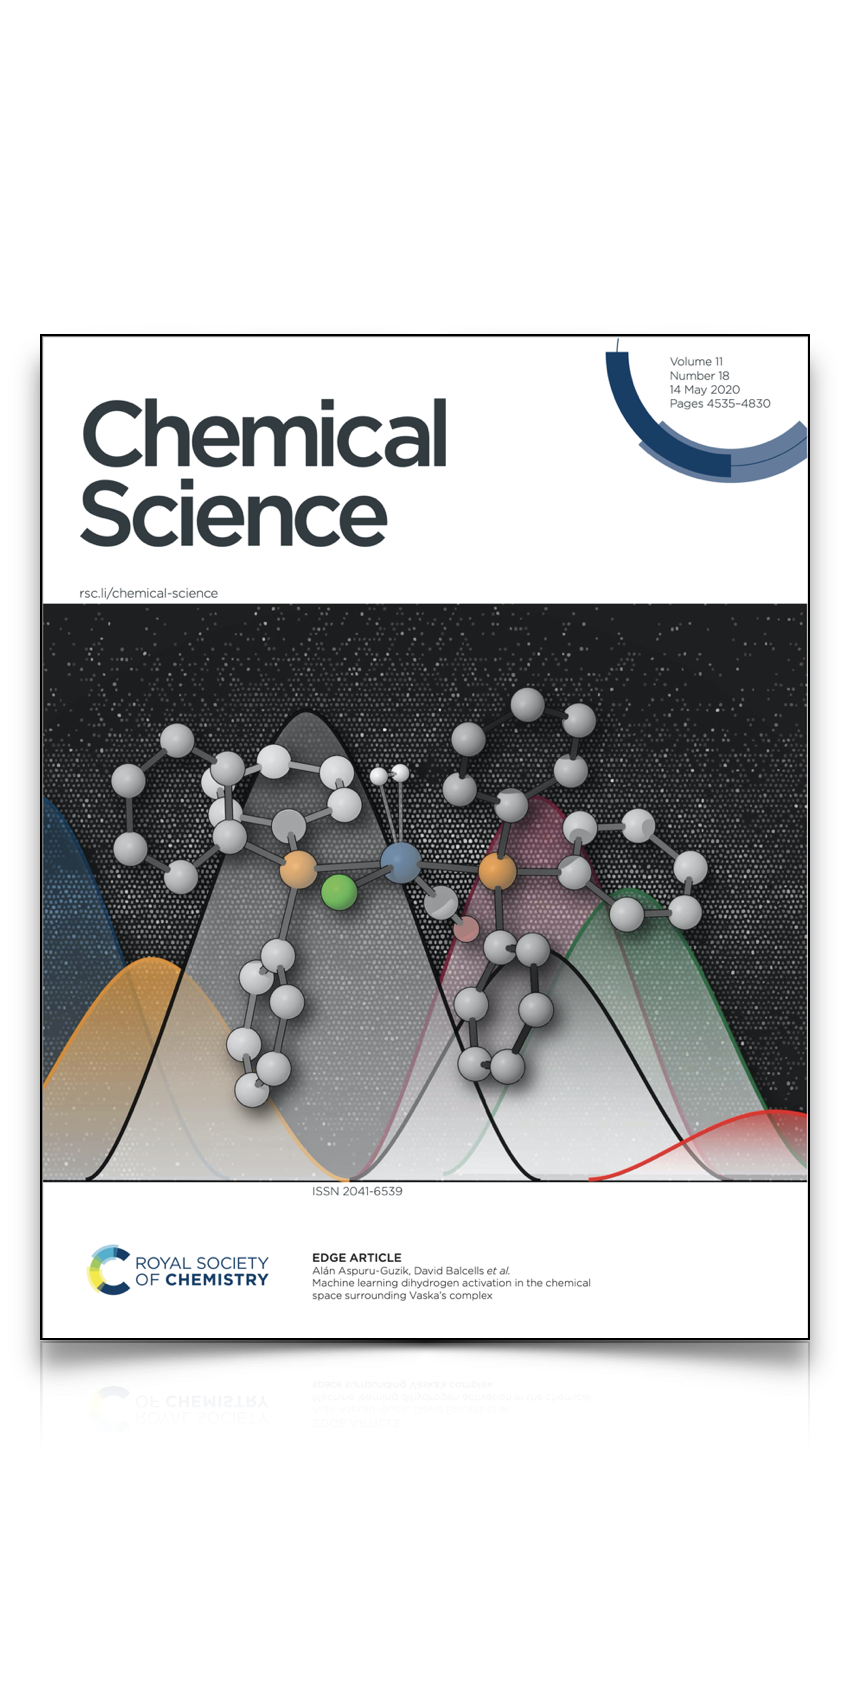 Volume 11
Number 18
14 May 2020
Pages 4535–4830
Chemical
Science
rsc.li/chemical-science
ISSN 2041-6539
ROYAL SOCIETY
OF CHEMISTRY
EDGE ARTICLE
Alán Aspuru-Guzik, David Balcells et al.
Machine learning dihydrogen activation in the chemical
space surrounding Vaska's complex